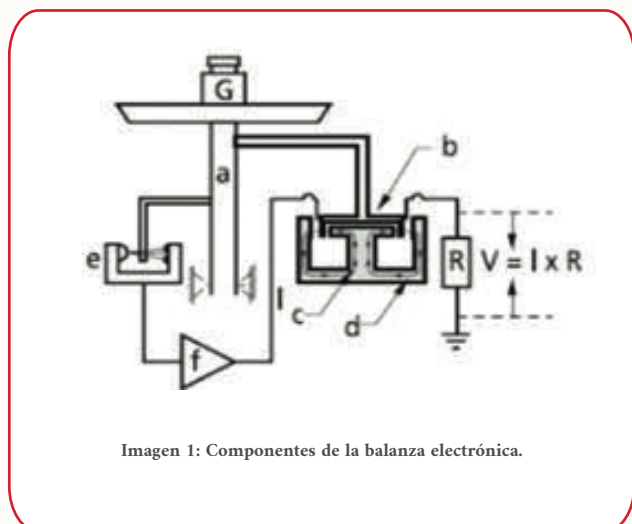 G
a
b
e
R
V = I x R
I
c
d
f
Imagen 1: Componentes de la balanza electrónica.